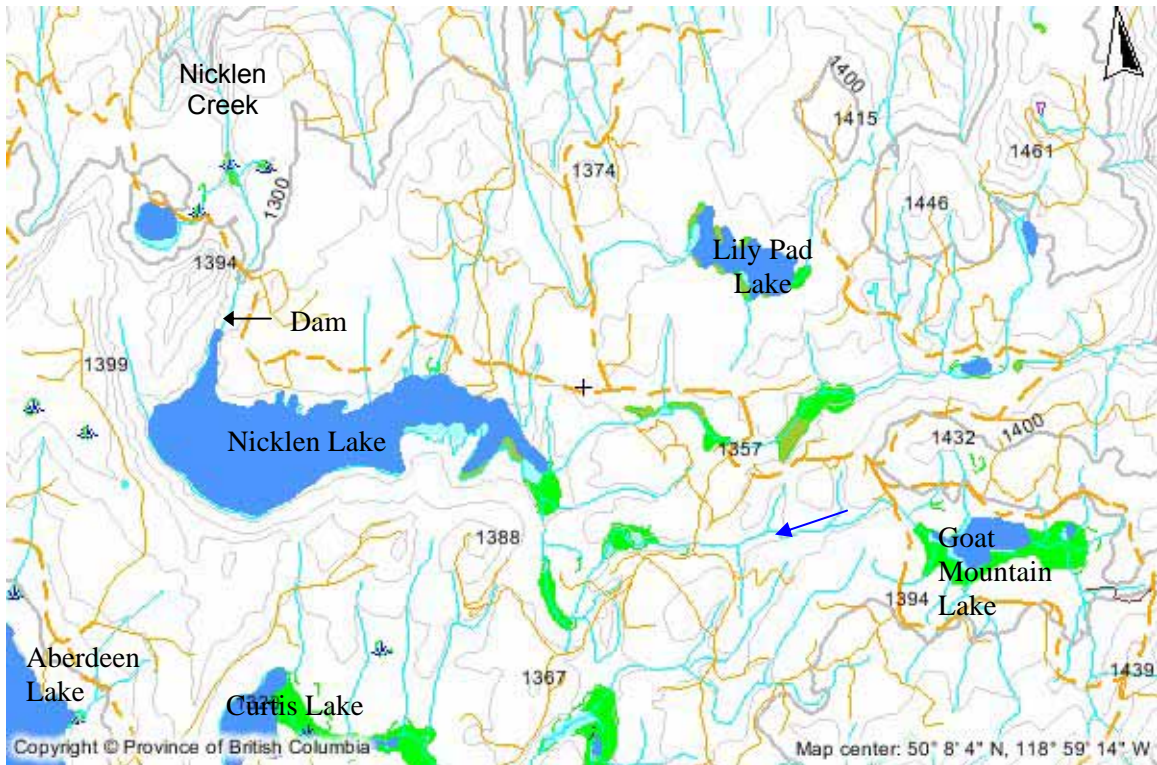 Nicklen
Creek
1400
1415
1374
1461
1300
1446
Lily Pad
Lake
1394
Dam
1399
Nicklen Lake
1357
1432
1400
1388
Goat
Mountain
Lake
1394
Aberdeen
Lake
1367
1439
Curtis Lake
Copyright © Province of British Columbia
Map center: 50° 8' 4" N, 118° 59' 14" W